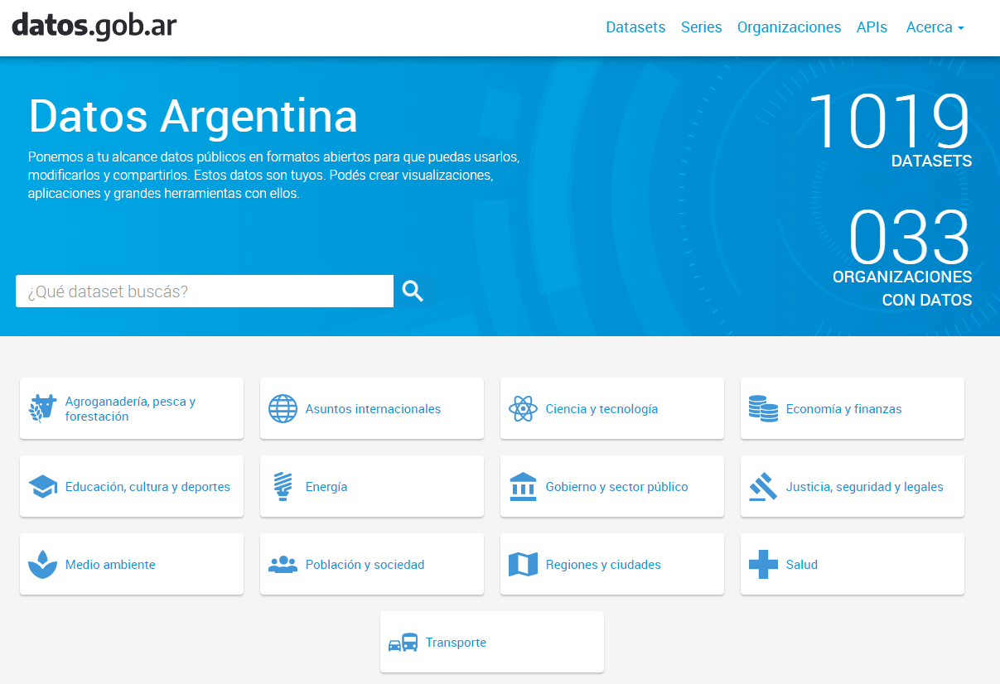 datos.gob.ar
Datasets Series Organizaciones APIs Acerca
Datos Argentina
Ponemos a tu alcance datos públicos en formatos abiertos para que puedas usarlos,
modificarlos y compartirlos. Estos datos son tuyos. Podés crear visualizaciones,
aplicaciones y grandes herramientas con ellos.
1019
DATASETS
033
ORGANIZACIONES
CON DATOS
¿Qué dataset buscás?
Agroganadería, pesca y
forestación
Asuntos internacionales
Ciencia y tecnología
Economía y finanzas
Educación, cultura y deportes
Energía
Gobierno y sector público
Justicia, seguridad y legales
Medio ambiente
Población y sociedad
Regiones y ciudades
Salud
Transporte